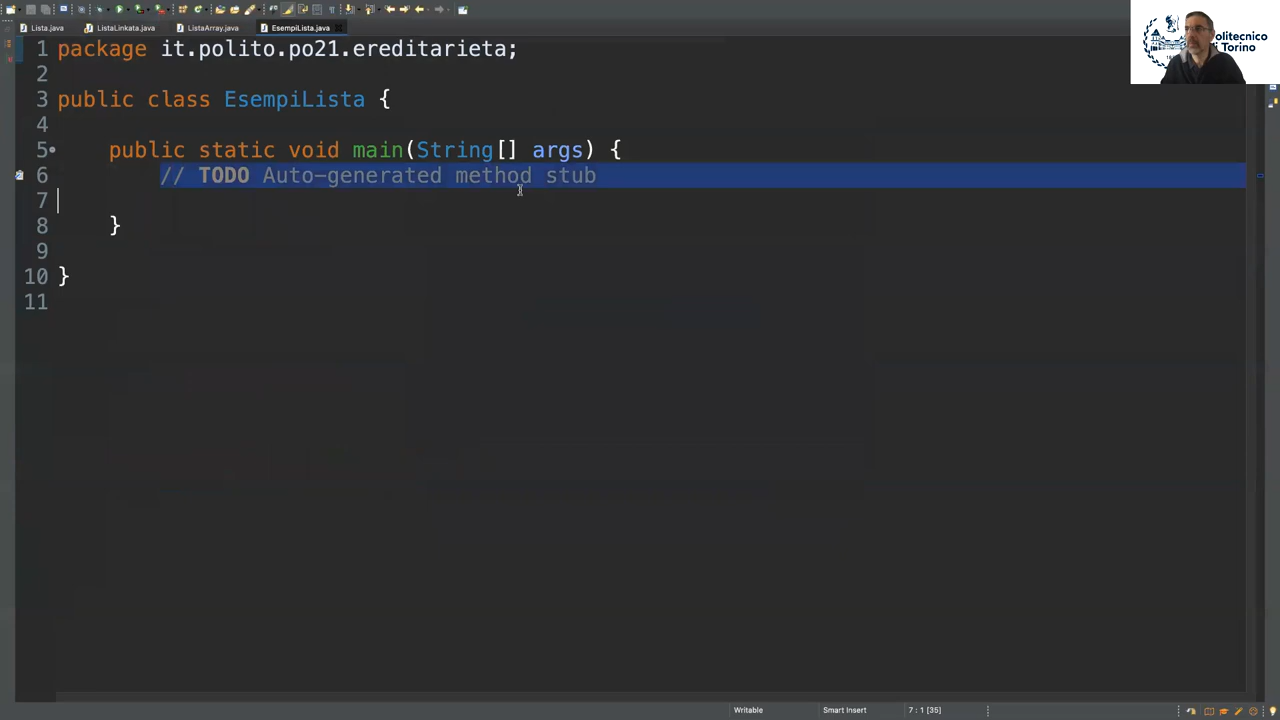 Lista.java ListaLinkata.java ListaArray.java EsempiLista.java
Politecnico
di Torino
1 package it.polito.po21.ereditarieta;
2
3 public class EsempiLista {
4
5 public static void main(String[] args) {
6 // TODO Auto-generated method stub
7
8 }
9
10 }
11
Writable Smart Insert 7 : 1 [35]